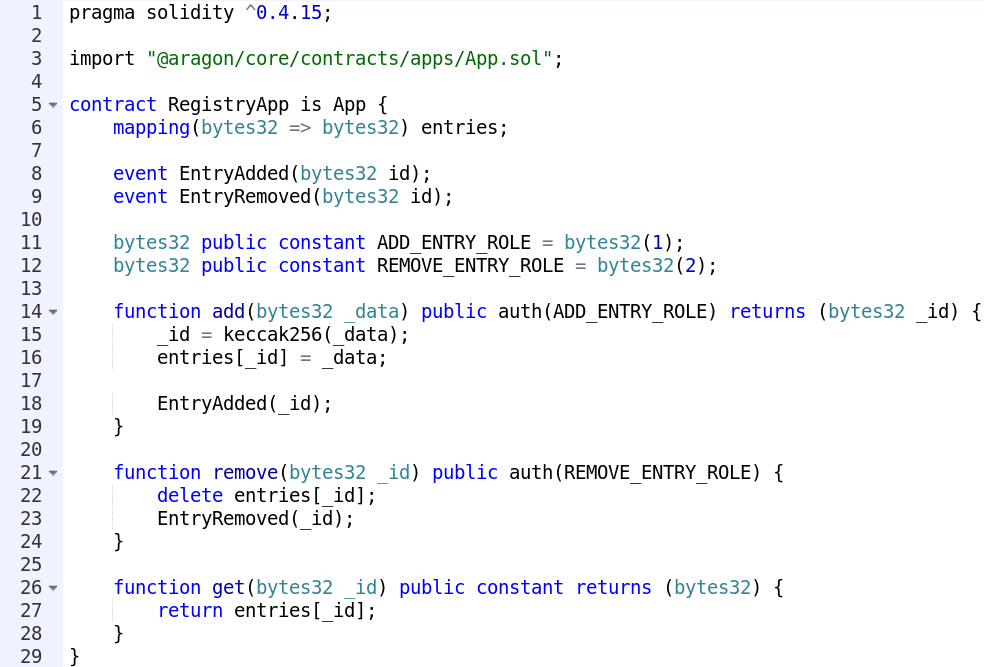 1 pragma solidity ^0.4.15;
2
3 import "@aragon/core/contracts/apps/App.sol";
4
5 contract RegistryApp is App {
6     mapping(bytes32 => bytes32) entries;
7
8     event EntryAdded(bytes32 id);
9     event EntryRemoved(bytes32 id);
10
11     bytes32 public constant ADD_ENTRY_ROLE = bytes32(1);
12     bytes32 public constant REMOVE_ENTRY_ROLE = bytes32(2);
13
14     function add(bytes32 _data) public auth(ADD_ENTRY_ROLE) returns (bytes32 _id) {
15         _id = keccak256(_data);
16         entries[_id] = _data;
17
18         EntryAdded(_id);
19     }
20
21     function remove(bytes32 _id) public auth(REMOVE_ENTRY_ROLE) {
22         delete entries[_id];
23         EntryRemoved(_id);
24     }
25
26     function get(bytes32 _id) public constant returns (bytes32) {
27         return entries[_id];
28     }
29 }